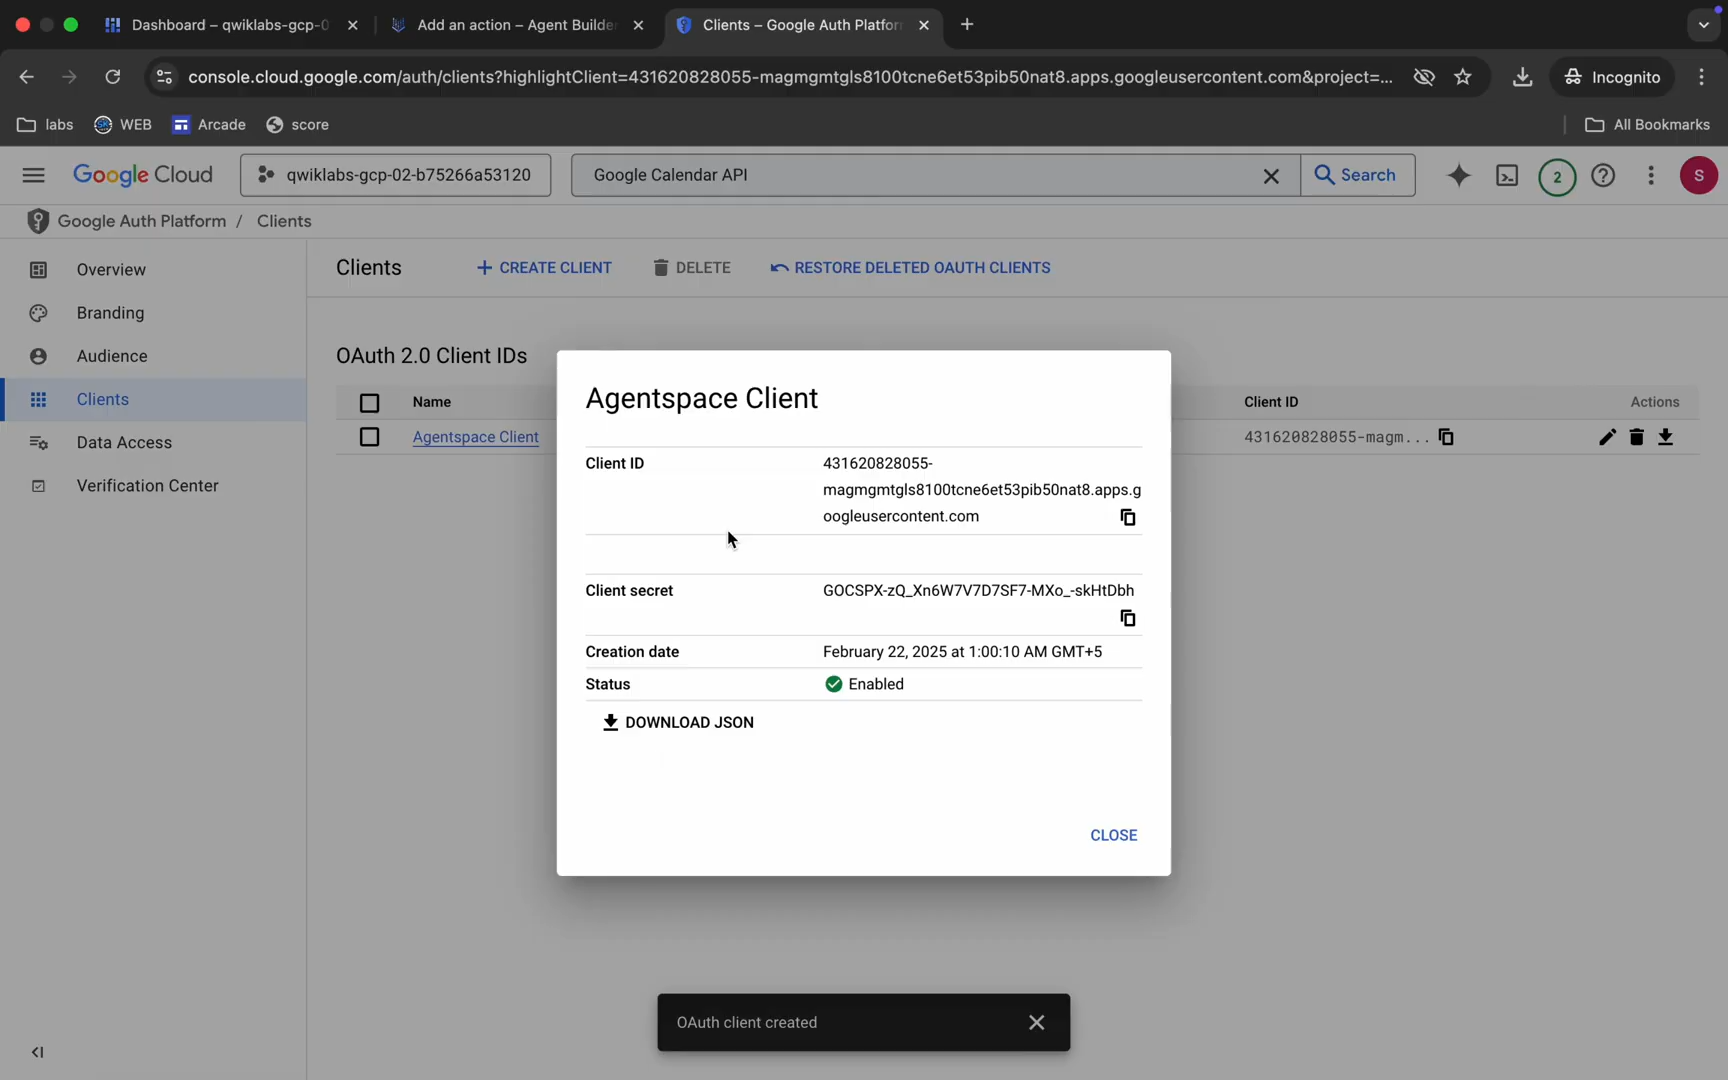 Dashboard – qwiklabs-gcp-0
Add an action – Agent Builde
Clients – Google Auth Platfor
console.cloud.google.com/auth/clients?highlightClient=431620828055-magmgmtgls8100tcne6et53pib50nat8.apps.googleusercontent.com&project=...
Incognito
labs
WEB
Arcade
score
All Bookmarks
Google Cloud
qwiklabs-gcp-02-b75266a53120
Google Calendar API
Search
2
S
Google Auth Platform / Clients
Overview
Branding
Audience
Clients
Data Access
Verification Center
Clients
+ CREATE CLIENT
DELETE
RESTORE DELETED OAUTH CLIENTS
OAuth 2.0 Client IDs
Name
Client ID
Actions
Agentspace Client
431620828055-magm...
Agentspace Client
Client ID
431620828055-
magmgmtgls8100tcne6et53pib50nat8.apps.g
oogleusercontent.com
Client secret
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
Creation date
February 22, 2025 at 1:00:10 AM GMT+5
Status
Enabled
DOWNLOAD JSON
CLOSE
OAuth client created